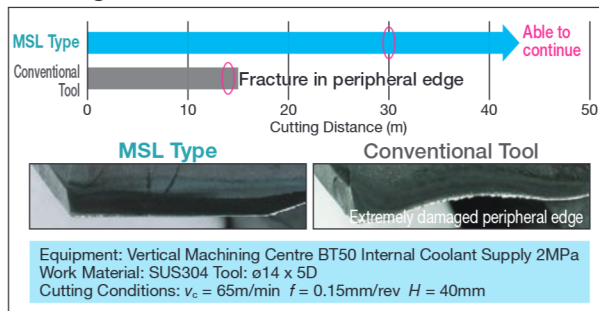 MSL Type
Able to continue
Conventional Tool
Fracture in peripheral edge
0 10 20 30 40 50
Cutting Distance (m)
MSL Type
Conventional Tool
Extremely damaged peripheral edge
Equipment: Vertical Machining Centre BT50 Internal Coolant Supply 2MPa
Work Material: SUS304 Tool: ø14 x 5D
Cutting Conditions: vc = 65m/min f = 0.15mm/rev H = 40mm